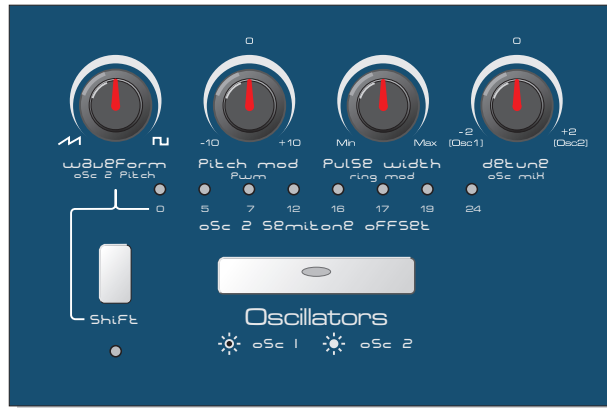 0 0
-10 +10 Min Max -2 +2
(Osc1) (Osc2)
waveform Pitch mod Pulse width detune
oSc 2 Pitch Pwm ring mod oSc mix
0 5 7 12 16 17 19 24
oSc 2 Semitone oFFSet
Oscillators
ShiFt
oSc 1 oSc 2